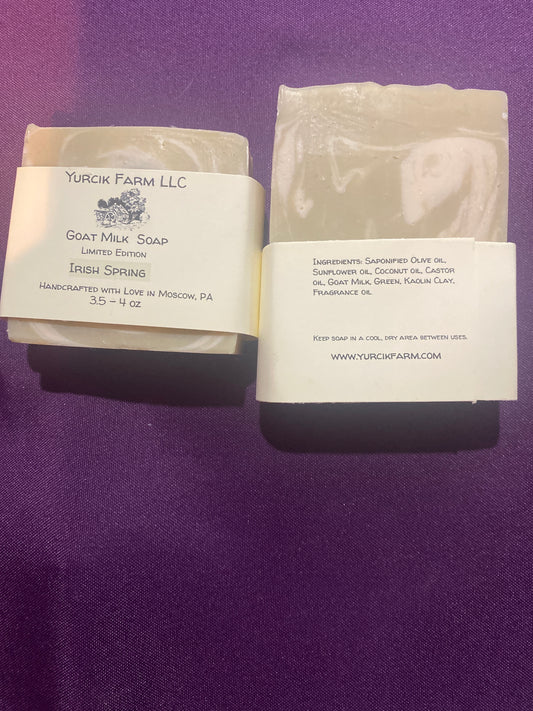 Yurcik Farm LLC
Goat Milk Soap
Limited Edition
Irish Spring
Handcrafted with Love in Moscow, PA
3.5 – 4 oz
Ingredients: Saponified Olive oil,
Sunflower oil, Coconut oil, Castor
oil, Goat Milk, Green, Kaolin Clay,
Fragrance oil
Keep soap in a cool, dry area between uses.
www.yurcikfarm.com